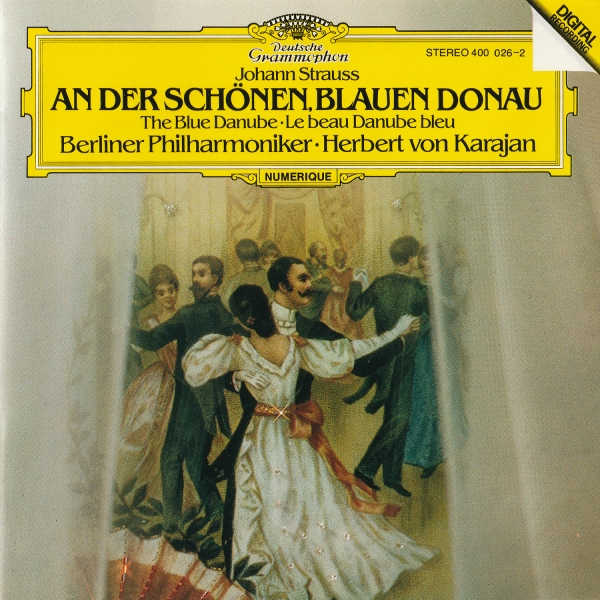 DIGITAL
RECORDING
Deutsche
Grammophon
STEREO 400 026-2
Johann Strauss
AN DER SCHÖNEN, BLAUEN DONAU
The Blue Danube · Le beau Danube bleu
Berliner Philharmoniker · Herbert von Karajan
NUMERIQUE